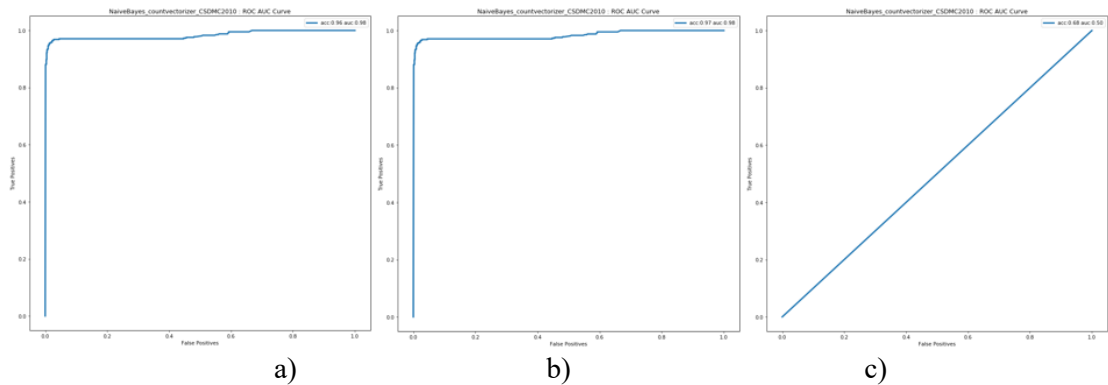 NaiveBayes_countvectorizer_CSDMC2010 : ROC AUC Curve
acc:0.96 auc:0.98
1.0
0.8
0.6
0.4
0.2
0.0
True Positives
0.0 0.2 0.4 0.6 0.8 1.0
False Positives
a)
NaiveBayes_countvectorizer_CSDMC2010 : ROC AUC Curve
acc:0.97 auc:0.98
1.0
0.8
0.6
0.4
0.2
0.0
True Positives
0.0 0.2 0.4 0.6 0.8 1.0
False Positives
b)
NaiveBayes_countvectorizer_CSDMC2010 : ROC AUC Curve
acc:0.68 auc:0.50
1.0
0.8
0.6
0.4
0.2
0.0
True Positives
0.0 0.2 0.4 0.6 0.8 1.0
False Positives
c)